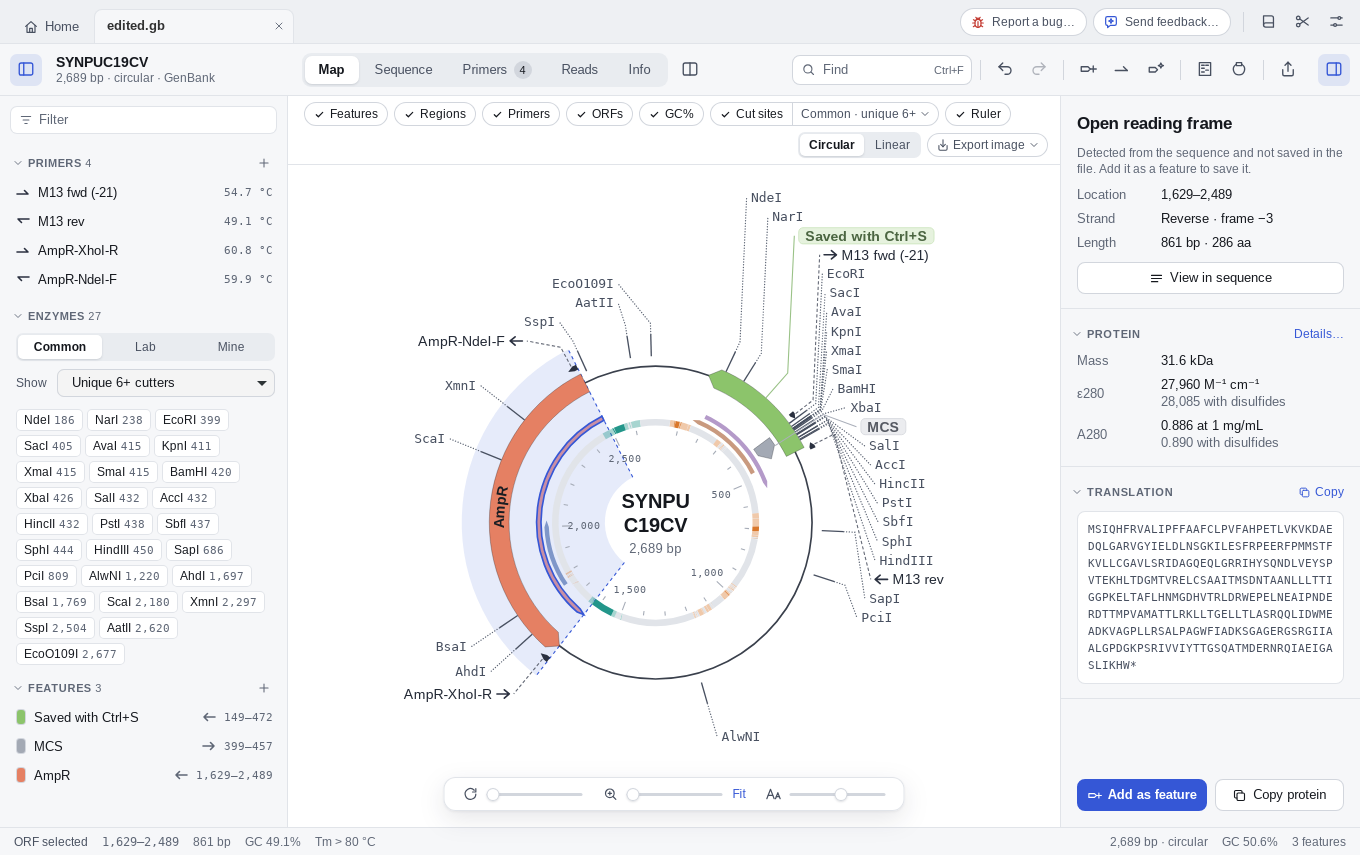 Home
edited.gb
Report a bug…
Send feedback…
SYNPUC19CV
2,689 bp · circular · GenBank
Map
Sequence
Primers 4
Reads
Info
Find
Ctrl+F
Filter
PRIMERS 4
M13 fwd (-21) 54.7 °C
M13 rev 49.1 °C
AmpR-XhoI-R 60.8 °C
AmpR-NdeI-F 59.9 °C
ENZYMES 27
Common
Lab
Mine
Show
Unique 6+ cutters
NdeI 186 NarI 238 EcoRI 399
SacI 405 AvaI 415 KpnI 411
XmaI 415 SmaI 415 BamHI 420
XbaI 426 SalI 432 AccI 432
HincII 432 PstI 438 SbfI 437
SphI 444 HindIII 450 SapI 686
PciI 809 AlwNI 1,220 AhdI 1,697
BsaI 1,769 ScaI 2,180 XmnI 2,297
SspI 2,504 AatII 2,620
EcoO109I 2,677
FEATURES 3
Saved with Ctrl+S 149–472
MCS 399–457
AmpR 1,629–2,489
Features
Regions
Primers
ORFs
GC%
Cut sites
Common · unique 6+
Ruler
Circular
Linear
Export image
NdeI
NarI
Saved with Ctrl+S
M13 fwd (-21)
EcoRI
SacI
AvaI
KpnI
XmaI
SmaI
BamHI
XbaI
MCS
SalI
AccI
HincII
PstI
SbfI
SphI
HindIII
M13 rev
SapI
PciI
AlwNI
EcoO109I
AatII
SspI
AmpR-NdeI-F
XmnI
ScaI
BsaI
AhdI
AmpR-XhoI-R
AmpR
2,500
500
2,000
1,500
1,000
SYNPU
C19CV
2,689 bp
Fit
Open reading frame
Detected from the sequence and not saved in the
file. Add it as a feature to save it.
Location 1,629–2,489
Strand Reverse · frame −3
Length 861 bp · 286 aa
View in sequence
PROTEIN
Details…
Mass 31.6 kDa
ε280 27,960 M⁻¹ cm⁻¹
28,085 with disulfides
A280 0.886 at 1 mg/mL
0.890 with disulfides
TRANSLATION
Copy
MSIQHFRVALIPFFAAFCLPVFAHPETLVKVKDAE
DQLGARVGYIELDLNSGKILESFRPEERFPMMSTF
KVLLCGAVLSRIDAGQEQLGRRIHYSQNDLVEYSP
VTEKHLTDGMTVRELCSAAITMSDNTAANLLLTTI
GGPKELTAFLHNMGDHVTRLDRWEPELNEAIPNDE
RDTTMPVAMATTLRKLLTGELLTLASRQQLIDWME
ADKVAGPLLRSALPAGWFIADKSGAGERGSRGIIA
ALGPDGKPSRIVVIYTTGSQATMDERNRQIAEIGA
SLIKHW*
Add as feature
Copy protein
ORF selected 1,629–2,489 861 bp GC 49.1% Tm > 80 °C
2,689 bp · circular GC 50.6% 3 features